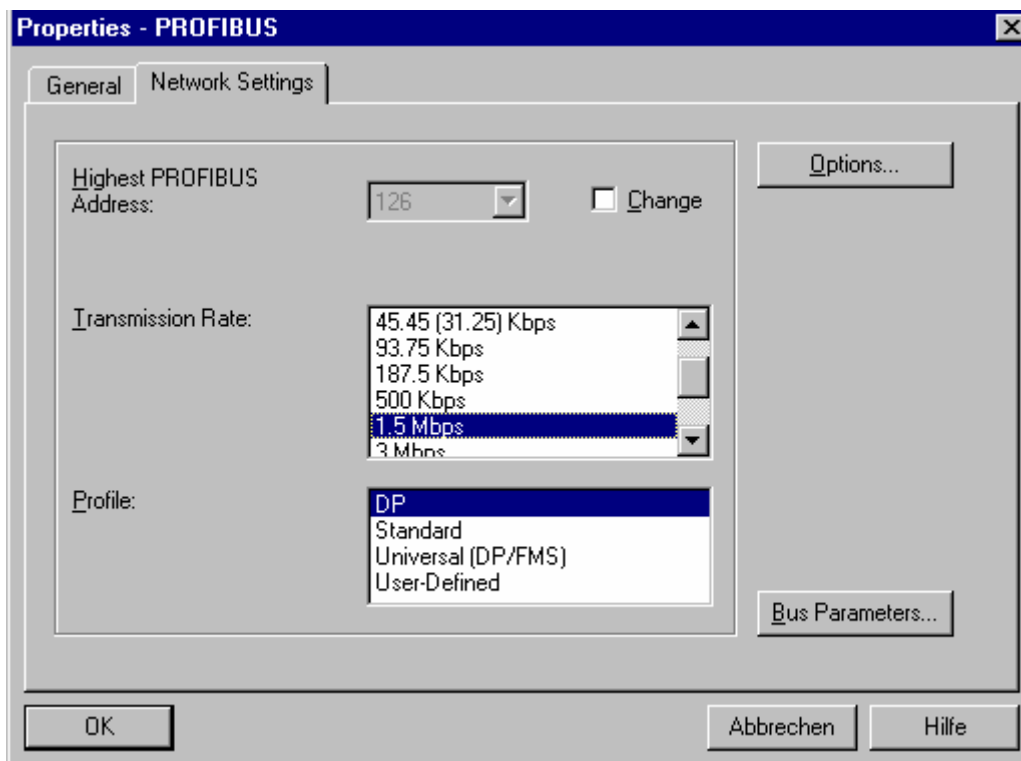 Properties - PROFIBUS
General
Network Settings
Highest PROFIBUS
Address:
126
Change
Options...
Transmission Rate:
45.45 (31.25) Kbps
93.75 Kbps
187.5 Kbps
500 Kbps
1.5 Mbps
3 Mbps
Profile:
DP
Standard
Universal (DP/FMS)
User-Defined
Bus Parameters...
OK
Abbrechen
Hilfe